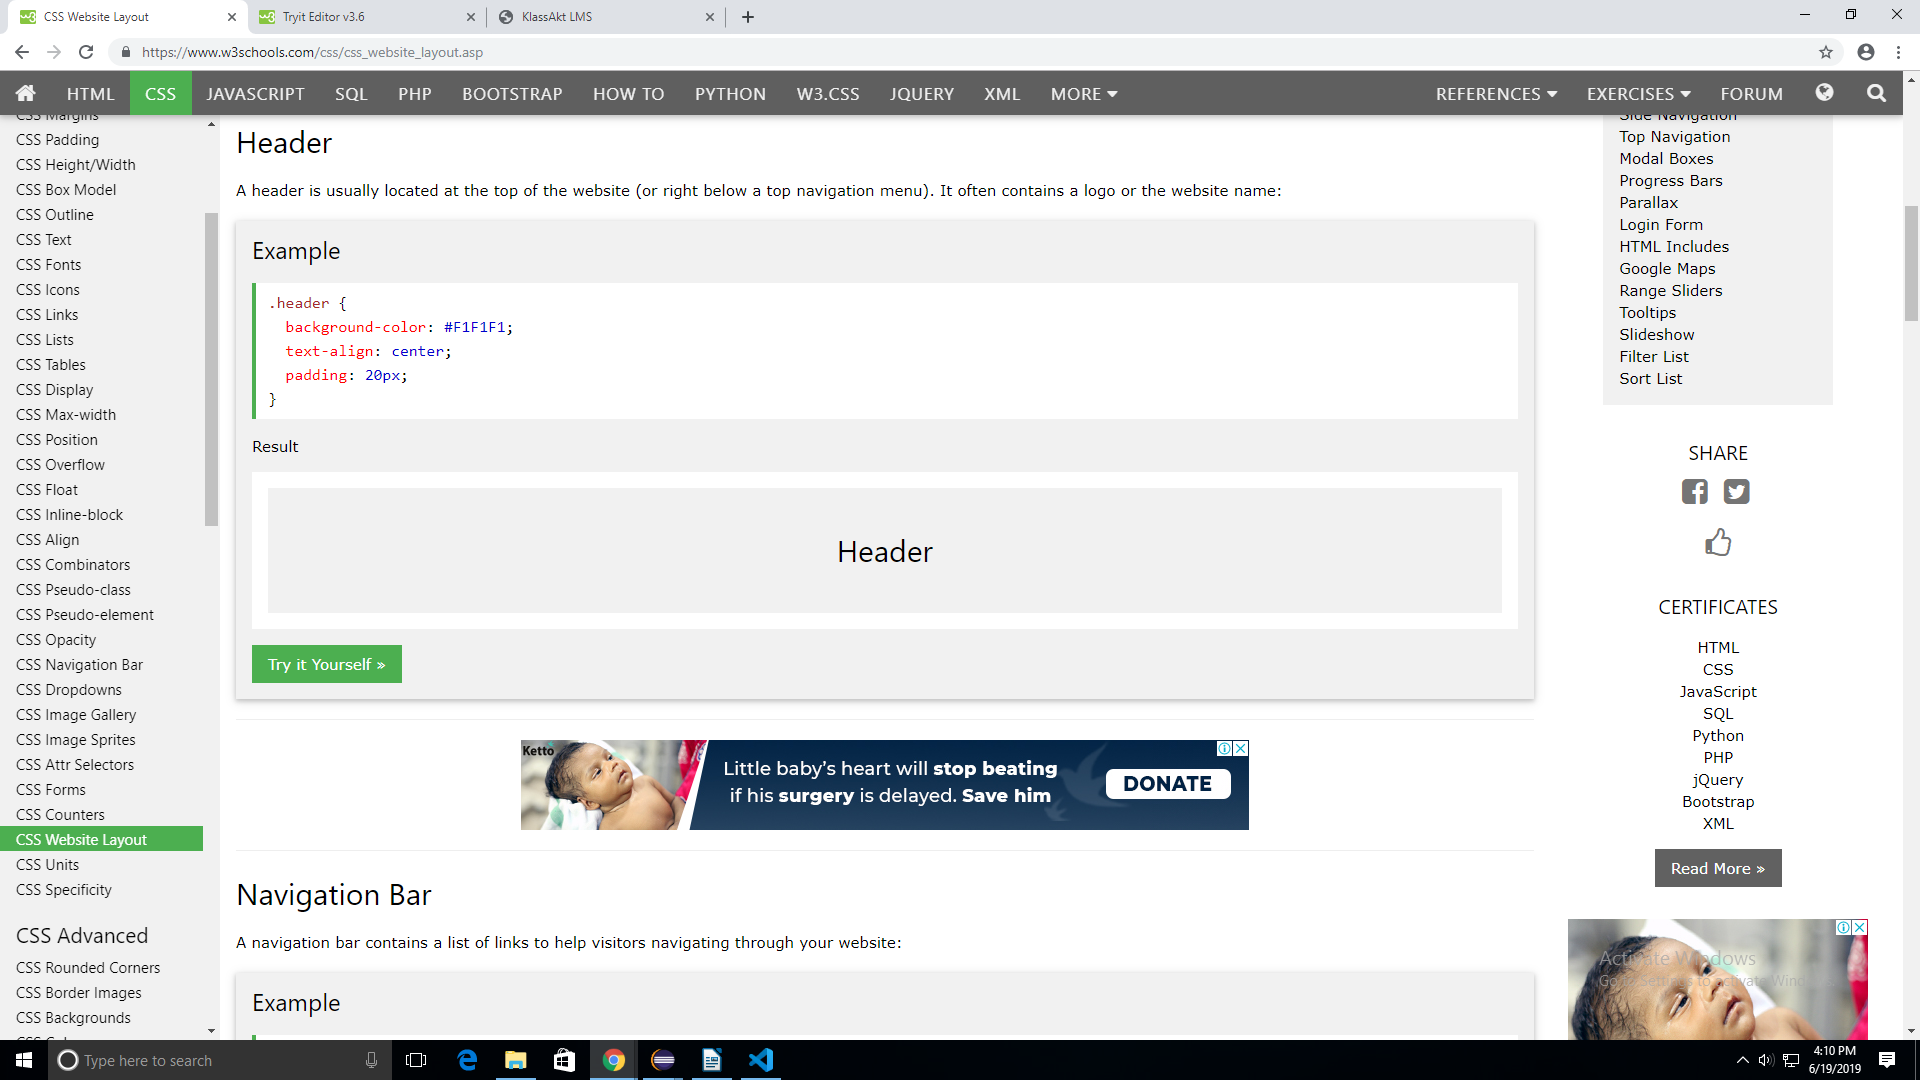 CSS Website Layout
Tryit Editor v3.6
KlassAkt LMS
https://www.w3schools.com/css/css_website_layout.asp
HTML CSS JAVASCRIPT SQL PHP BOOTSTRAP HOW TO PYTHON W3.CSS JQUERY XML MORE REFERENCES EXERCISES FORUM
CSS Margins
CSS Padding
CSS Height/Width
CSS Box Model
CSS Outline
CSS Text
CSS Fonts
CSS Icons
CSS Links
CSS Lists
CSS Tables
CSS Display
CSS Max-width
CSS Position
CSS Overflow
CSS Float
CSS Inline-block
CSS Align
CSS Combinators
CSS Pseudo-class
CSS Pseudo-element
CSS Opacity
CSS Navigation Bar
CSS Dropdowns
CSS Image Gallery
CSS Image Sprites
CSS Attr Selectors
CSS Forms
CSS Counters
CSS Website Layout
CSS Units
CSS Specificity
CSS Advanced
CSS Rounded Corners
CSS Border Images
CSS Backgrounds
Header
A header is usually located at the top of the website (or right below a top navigation menu). It often contains a logo or the website name:
Example
.header {
background-color: #F1F1F1;
text-align: center;
padding: 20px;
}
Result
Header
Try it Yourself »
Ketto
Little baby's heart will stop beating
if his surgery is delayed. Save him
DONATE
Navigation Bar
A navigation bar contains a list of links to help visitors navigating through your website:
Example
Side Navigation
Top Navigation
Modal Boxes
Progress Bars
Parallax
Login Form
HTML Includes
Google Maps
Range Sliders
Tooltips
Slideshow
Filter List
Sort List
SHARE
CERTIFICATES
HTML
CSS
JavaScript
SQL
Python
PHP
jQuery
Bootstrap
XML
Read More »
Activate Windows
Go to Settings to activate Windows
Type here to search
4:10 PM
6/19/2019